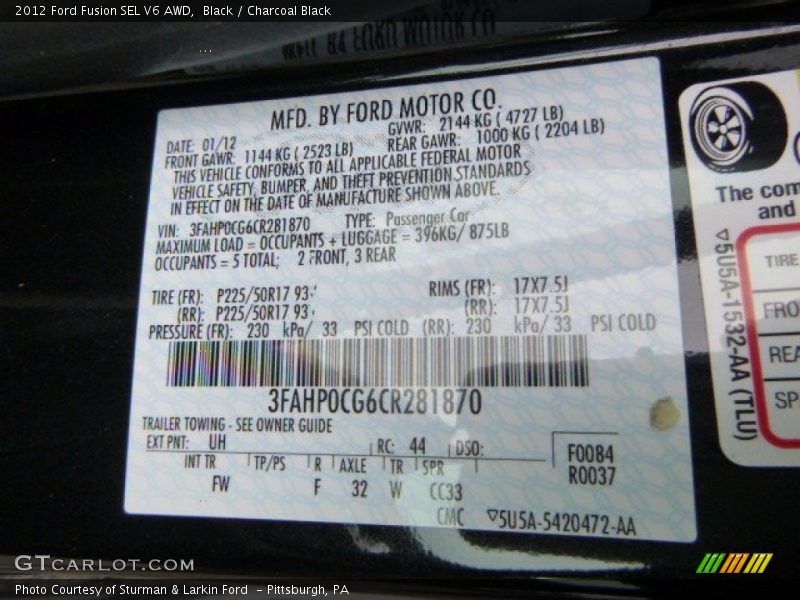 2012 Ford Fusion SEL V6 AWD,  Black / Charcoal Black
MFD. BY FORD MOTOR CO.
DATE: 01/12 GVWR: 2144 KG ( 4727 LB)
FRONT GAWR: 1144 KG ( 2523 LB) REAR GAWR: 1000 KG ( 2204 LB)
THIS VEHICLE CONFORMS TO ALL APPLICABLE FEDERAL MOTOR
VEHICLE SAFETY, BUMPER, AND THEFT PREVENTION STANDARDS
IN EFFECT ON THE DATE OF MANUFACTURE SHOWN ABOVE.
VIN: 3FAHP0CG6CR281870 TYPE: Passenger Car
MAXIMUM LOAD = OCCUPANTS + LUGGAGE = 396KG/ 875LB
OCCUPANTS = 5 TOTAL; 2 FRONT, 3 REAR
TIRE (FR): P225/50R17 93 RIMS (FR): 17X7.5J
(RR): P225/50R17 93 (RR): 17X7.5J
PRESSURE (FR): 230 kPa/ 33 PSI COLD (RR): 230 kPa/ 33 PSI COLD
3FAHP0CG6CR281870
TRAILER TOWING - SEE OWNER GUIDE
EXT PNT: UH RC: 44 DSO: F0084
INT TR TP/PS R AXLE TR SPR R0037
FW F 32 W CC33
CMC ▽5U5A-5420472-AA
The com
and
▽5U5A-1532-AA (TLU)
TIRE
FRO
REA
SP
GTCARLOT.COM
Photo Courtesy of Sturman & Larkin Ford  - Pittsburgh, PA